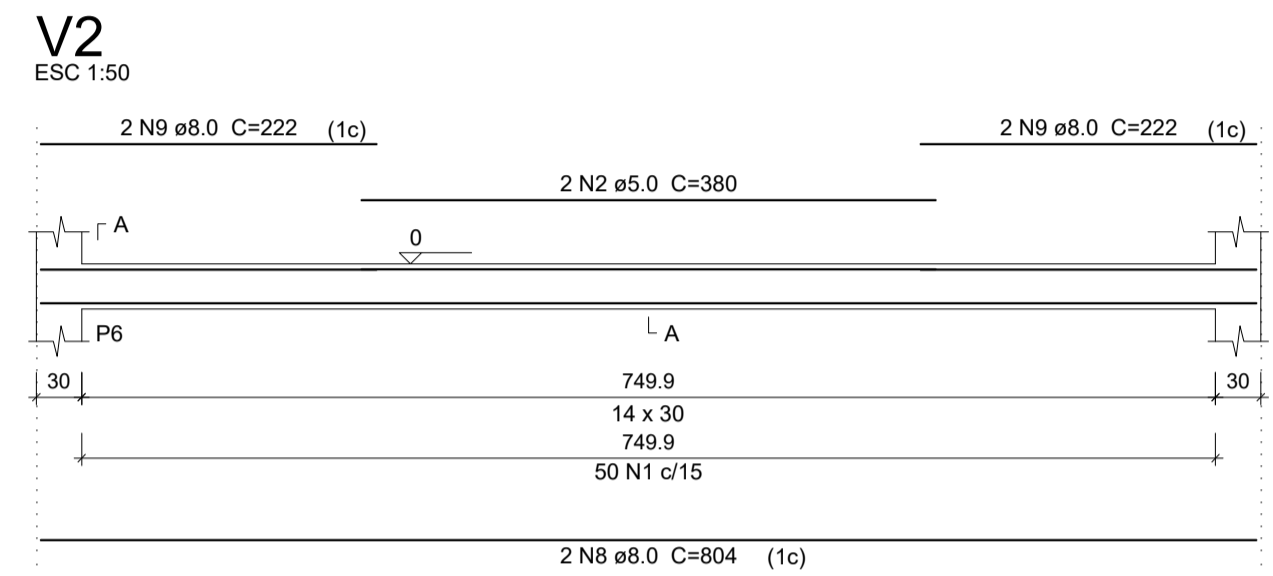 V2
ESC 1:50
2 N9 ø8.0 C=222 (1c)
2 N9 ø8.0 C=222 (1c)
2 N2 ø5.0 C=380
A
0
P6
A
30
749.9
30
14 x 30
749.9
50 N1 c/15
2 N8 ø8.0 C=804 (1c)